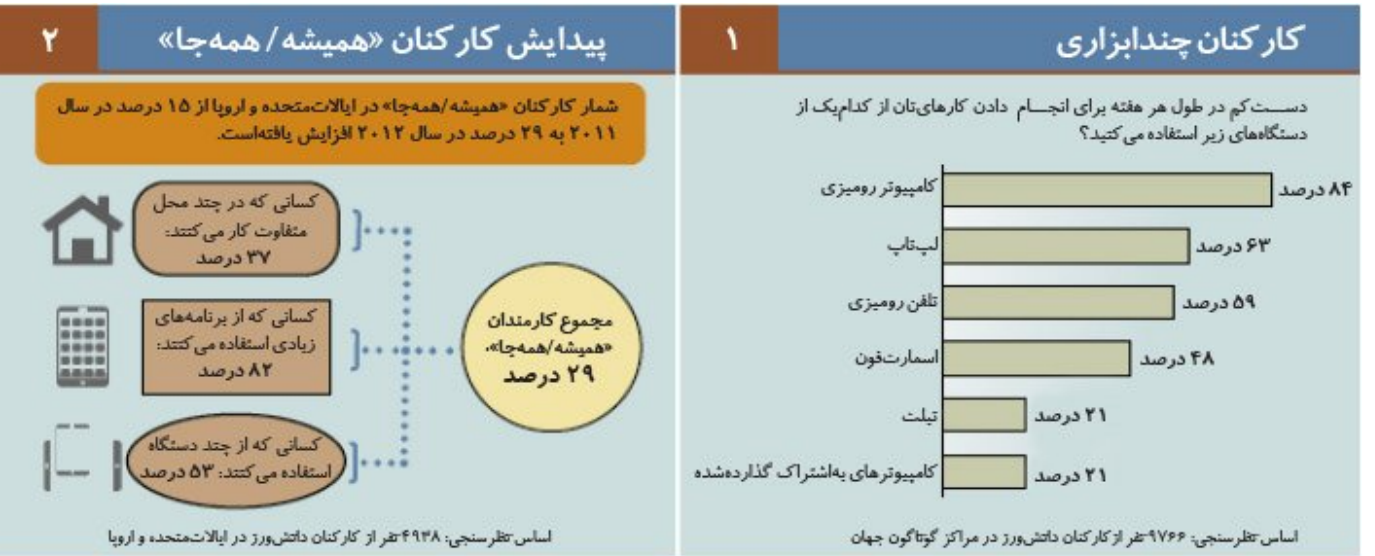 کارکنان چندابزاری
۱
دست‌کم در طول هر هفته برای انجام دادن کارهای‌تان از کدام‌یک از
دستگاه‌های زیر استفاده می‌کنید؟
کامپیوتر رومیزی
۸۴ درصد
لپ‌تاپ
۶۳ درصد
تلفن رومیزی
۵۹ درصد
اسمارت‌فون
۴۸ درصد
تبلت
۲۱ درصد
کامپیوترهای به‌اشتراک گذارده‌شده
۲۱ درصد
اساس نظرسنجی: ۹۷۶۶ نفر از کارکنان دانش‌ورز در مراکز گوناگون جهان
پیدایش کارکنان «همیشه/ همه‌جا»
۲
شمار کارکنان «همیشه/همه‌جا» در ایالات‌متحده و اروپا از ۱۵ درصد در سال
۲۰۱۱ به ۲۹ درصد در سال ۲۰۱۲ افزایش یافته‌است.
مجموع کارمندان
«همیشه/همه‌جا»،
۲۹ درصد
کسانی که در چند محل
متفاوت کار می‌کنند:
۳۷ درصد
کسانی که از برنامه‌های
زیادی استفاده می‌کنند:
۸۲ درصد
کسانی که از چند دستگاه
استفاده می‌کنند: ۵۳ درصد
اساس نظرسنجی: ۴۹۳۸ نفر از کارکنان دانش‌ورز در ایالات‌متحده و اروپا